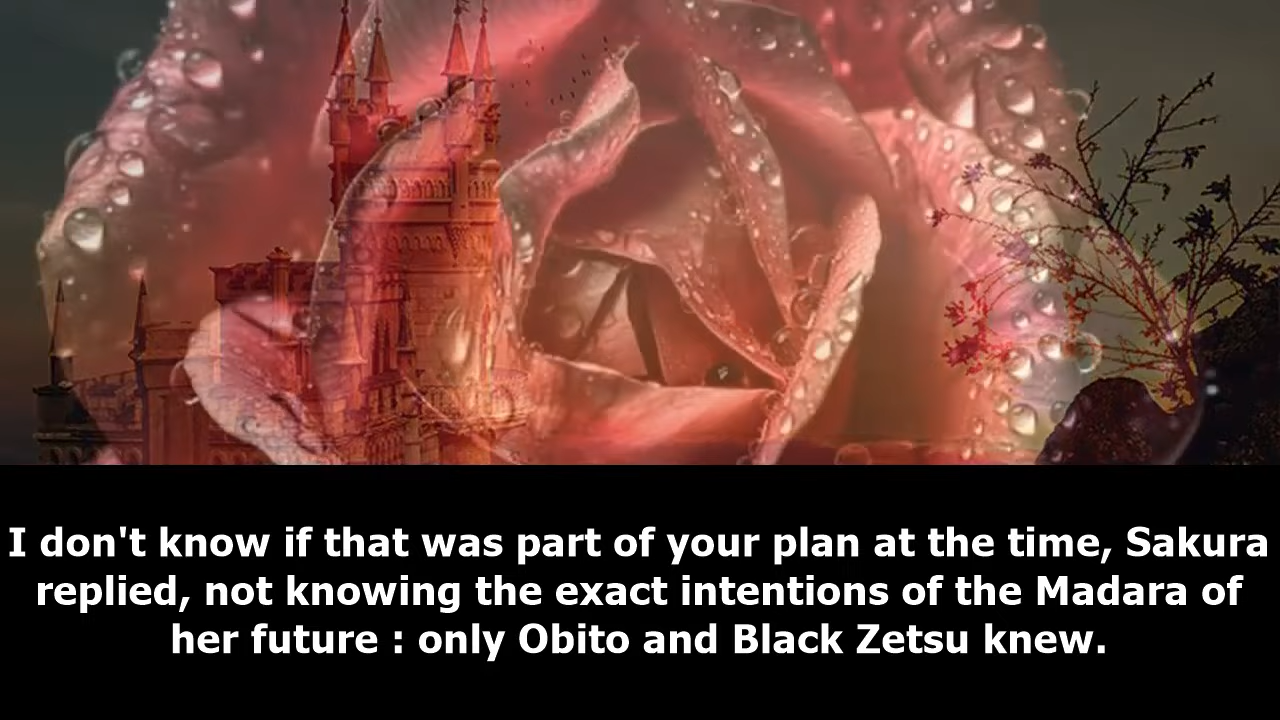 I don't know if that was part of your plan at the time, Sakura
replied, not knowing the exact intentions of the Madara of
her future : only Obito and Black Zetsu knew.